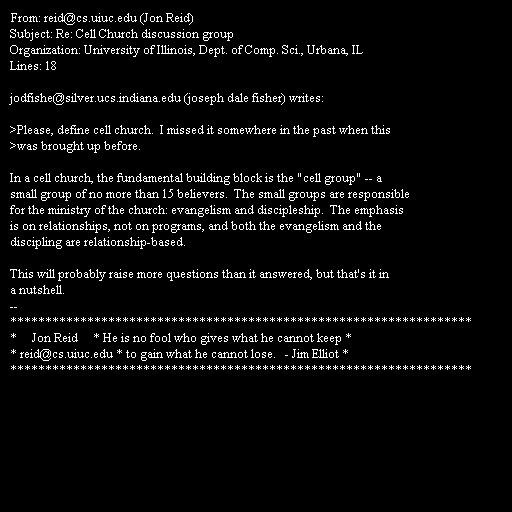 From: reid@cs.uiuc.edu (Jon Reid)
Subject: Re: Cell Church discussion group
Organization: University of Illinois, Dept. of Comp. Sci., Urbana, IL
Lines: 18

jodfishe@silver.ucs.indiana.edu (joseph dale fisher) writes:

>Please, define cell church.  I missed it somewhere in the past when this
>was brought up before.

In a cell church, the fundamental building block is the "cell group" -- a
small group of no more than 15 believers.  The small groups are responsible
for the ministry of the church: evangelism and discipleship.  The emphasis
is on relationships, not on programs, and both the evangelism and the
discipling are relationship-based.

This will probably raise more questions than it answered, but that's it in
a nutshell.
--
******************************************************************
*     Jon Reid     * He is no fool who gives what he cannot keep *
* reid@cs.uiuc.edu * to gain what he cannot lose.   - Jim Elliot *
******************************************************************